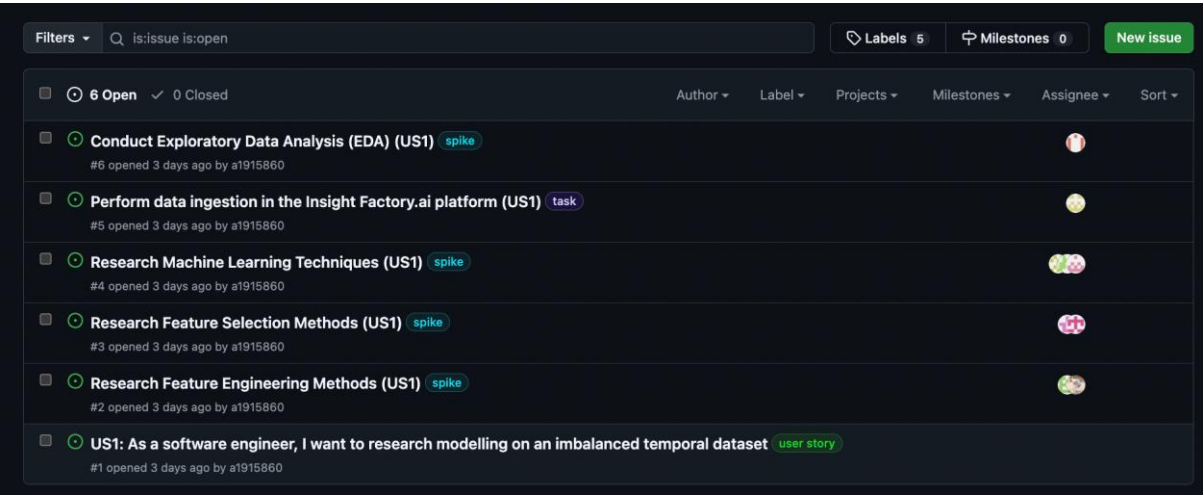 Filters is:issue is:open Labels 5 Milestones 0 New issue
6 Open 0 Closed Author Label Projects Milestones Assignee Sort
Conduct Exploratory Data Analysis (EDA) (US1) spike
#6 opened 3 days ago by a1915860
Perform data ingestion in the Insight Factory.ai platform (US1) task
#5 opened 3 days ago by a1915860
Research Machine Learning Techniques (US1) spike
#4 opened 3 days ago by a1915860
Research Feature Selection Methods (US1) spike
#3 opened 3 days ago by a1915860
Research Feature Engineering Methods (US1) spike
#2 opened 3 days ago by a1915860
US1: As a software engineer, I want to research modelling on an imbalanced temporal dataset user story
#1 opened 3 days ago by a1915860